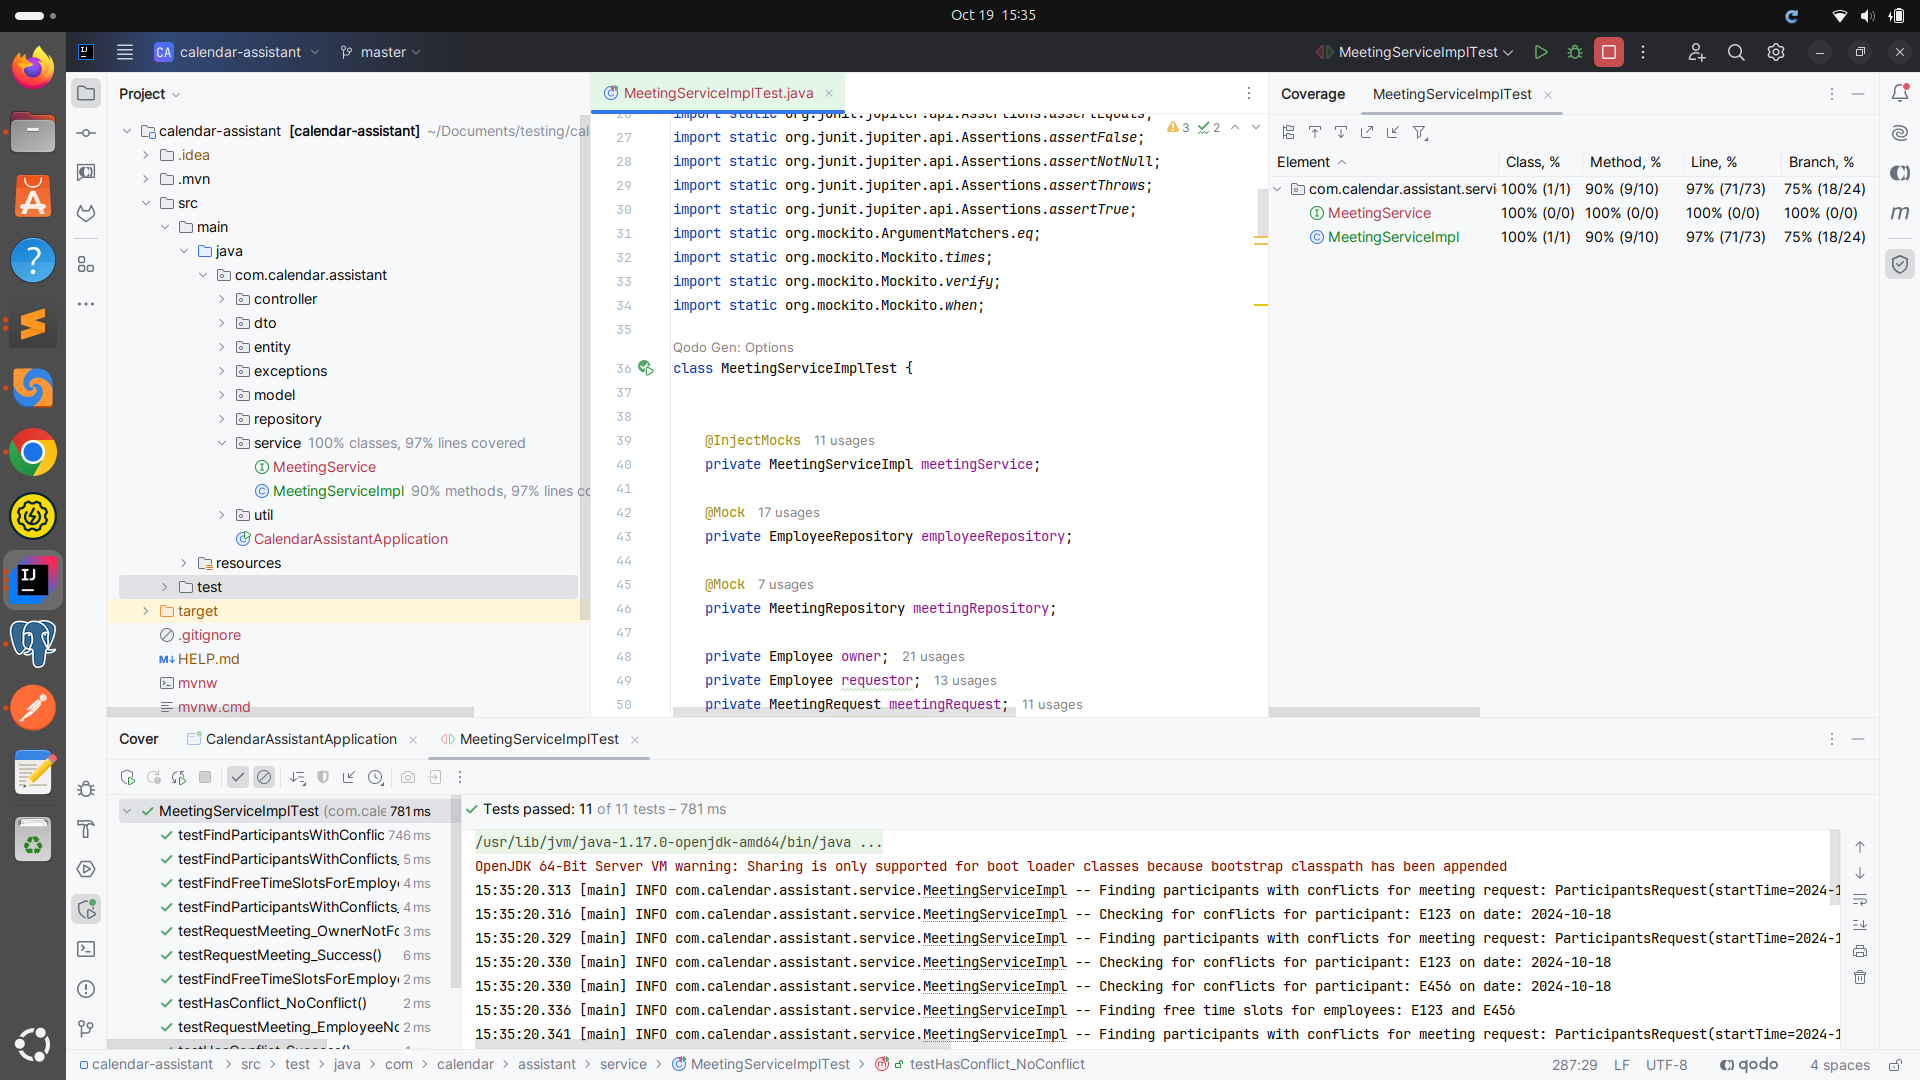 Oct 19 15:35
CA calendar-assistant master
MeetingServiceImplTest
Project
calendar-assistant [calendar-assistant] ~/Documents/testing/cal
.idea
.mvn
src
main
java
com.calendar.assistant
controller
dto
entity
exceptions
model
repository
service 100% classes, 97% lines covered
MeetingService
MeetingServiceImpl 90% methods, 97% lines co
util
CalendarAssistantApplication
resources
test
target
.gitignore
HELP.md
mvnw
mvnw.cmd
MeetingServiceImplTest.java
3 2
26 import static org.junit.jupiter.api.Assertions.assertEquals;
27 import static org.junit.jupiter.api.Assertions.assertFalse;
28 import static org.junit.jupiter.api.Assertions.assertNotNull;
29 import static org.junit.jupiter.api.Assertions.assertThrows;
30 import static org.junit.jupiter.api.Assertions.assertTrue;
31 import static org.mockito.ArgumentMatchers.eq;
32 import static org.mockito.Mockito.times;
33 import static org.mockito.Mockito.verify;
34 import static org.mockito.Mockito.when;
35
Qodo Gen: Options
36 class MeetingServiceImplTest {
37
38
39 @InjectMocks 11 usages
40 private MeetingServiceImpl meetingService;
41
42 @Mock 17 usages
43 private EmployeeRepository employeeRepository;
44
45 @Mock 7 usages
46 private MeetingRepository meetingRepository;
47
48 private Employee owner; 21 usages
49 private Employee requestor; 13 usages
50 private MeetingRequest meetingRequest; 11 usages
Coverage MeetingServiceImplTest
Element Class, % Method, % Line, % Branch, %
com.calendar.assistant.servi 100% (1/1) 90% (9/10) 97% (71/73) 75% (18/24)
MeetingService 100% (0/0) 100% (0/0) 100% (0/0) 100% (0/0)
MeetingServiceImpl 100% (1/1) 90% (9/10) 97% (71/73) 75% (18/24)
Cover CalendarAssistantApplication MeetingServiceImplTest
MeetingServiceImplTest (com.cale 781 ms
testFindParticipantsWithConflic 746 ms
testFindParticipantsWithConflicts_ 5 ms
testFindFreeTimeSlotsForEmploye 4 ms
testFindParticipantsWithConflicts_ 4 ms
testRequestMeeting_OwnerNotFo 3 ms
testRequestMeeting_Success() 6 ms
testFindFreeTimeSlotsForEmploye 2 ms
testHasConflict_NoConflict() 2 ms
testRequestMeeting_EmployeeNo 2 ms
Tests passed: 11 of 11 tests – 781 ms
/usr/lib/jvm/java-1.17.0-openjdk-amd64/bin/java ...
OpenJDK 64-Bit Server VM warning: Sharing is only supported for boot loader classes because bootstrap classpath has been appended
15:35:20.313 [main] INFO com.calendar.assistant.service.MeetingServiceImpl -- Finding participants with conflicts for meeting request: ParticipantsRequest(startTime=2024-1
15:35:20.316 [main] INFO com.calendar.assistant.service.MeetingServiceImpl -- Checking for conflicts for participant: E123 on date: 2024-10-18
15:35:20.329 [main] INFO com.calendar.assistant.service.MeetingServiceImpl -- Finding participants with conflicts for meeting request: ParticipantsRequest(startTime=2024-1
15:35:20.330 [main] INFO com.calendar.assistant.service.MeetingServiceImpl -- Checking for conflicts for participant: E123 on date: 2024-10-18
15:35:20.330 [main] INFO com.calendar.assistant.service.MeetingServiceImpl -- Checking for conflicts for participant: E456 on date: 2024-10-18
15:35:20.336 [main] INFO com.calendar.assistant.service.MeetingServiceImpl -- Finding free time slots for employees: E123 and E456
15:35:20.341 [main] INFO com.calendar.assistant.service.MeetingServiceImpl -- Finding participants with conflicts for meeting request: ParticipantsRequest(startTime=2024-1
calendar-assistant > src > test > java > com > calendar > assistant > service > MeetingServiceImplTest > testHasConflict_NoConflict
287:29 LF UTF-8 qodo 4 spaces